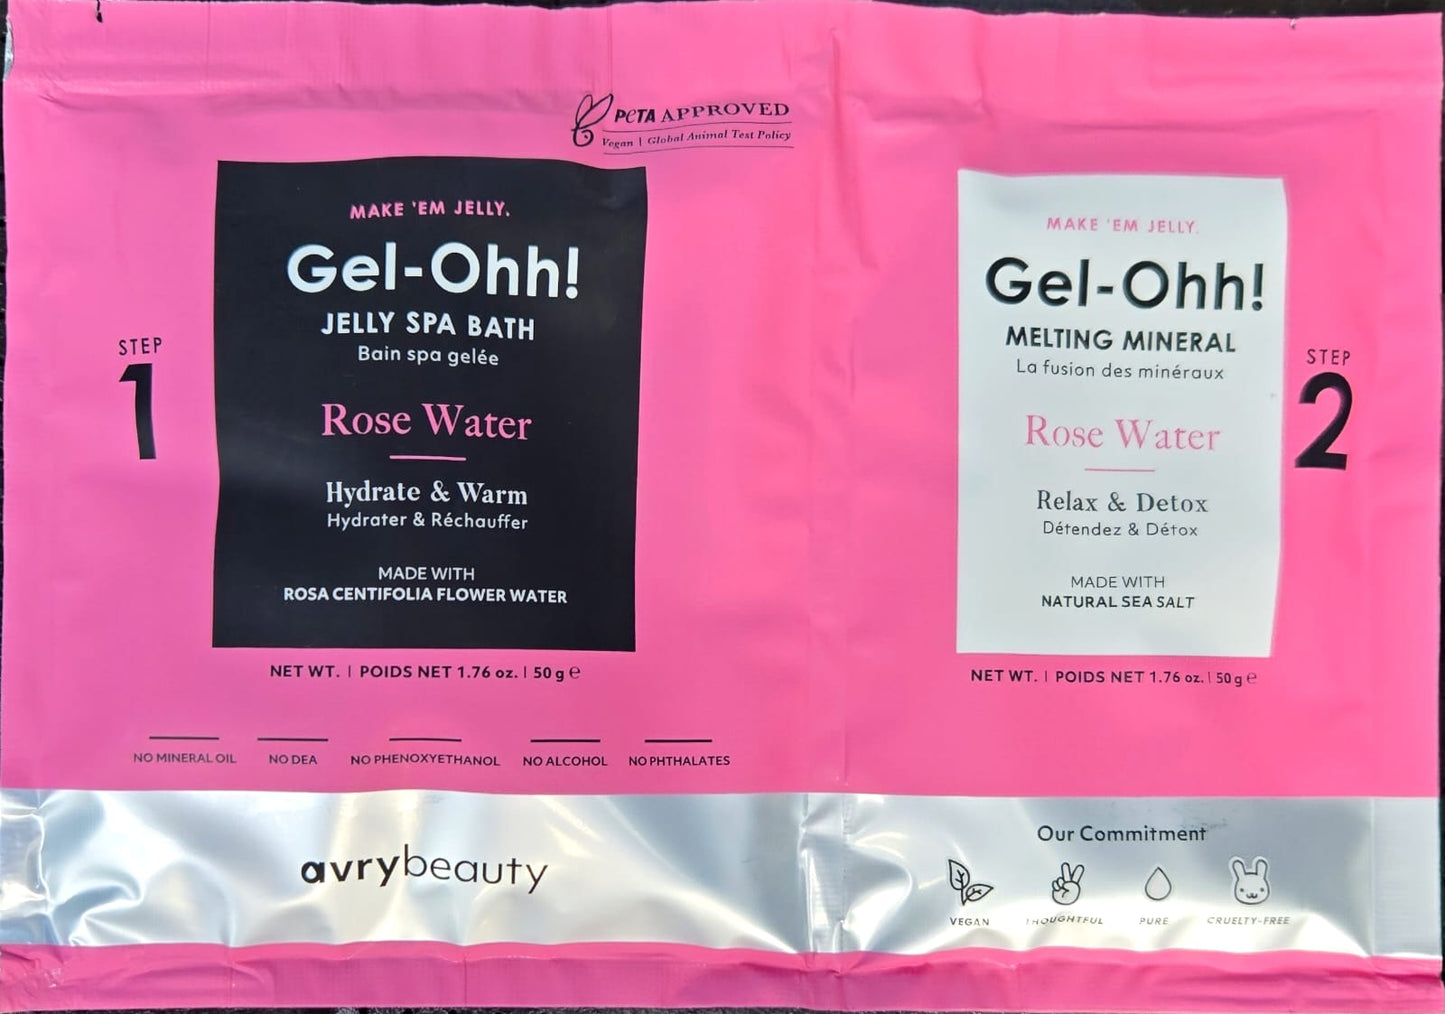 PETA APPROVED
Vegan | Global Animal Test Policy
MAKE 'EM JELLY.
Gel-Ohh!
JELLY SPA BATH
Bain spa gelée
Rose Water
Hydrate & Warm
Hydrater & Réchauffer
MADE WITH
ROSA CENTIFOLIA FLOWER WATER
STEP
1
NET WT. | POIDS NET 1.76 oz. | 50 g ℮
NO MINERAL OIL
NO DEA
NO PHENOXYETHANOL
NO ALCOHOL
NO PHTHALATES
avrybeauty
MAKE 'EM JELLY.
Gel-Ohh!
MELTING MINERAL
La fusion des minéraux
Rose Water
Relax & Detox
Détendez & Détox
MADE WITH
NATURAL SEA SALT
STEP
2
NET WT. | POIDS NET 1.76 oz. | 50 g ℮
Our Commitment
VEGAN
THOUGHTFUL
PURE
CRUELTY-FREE